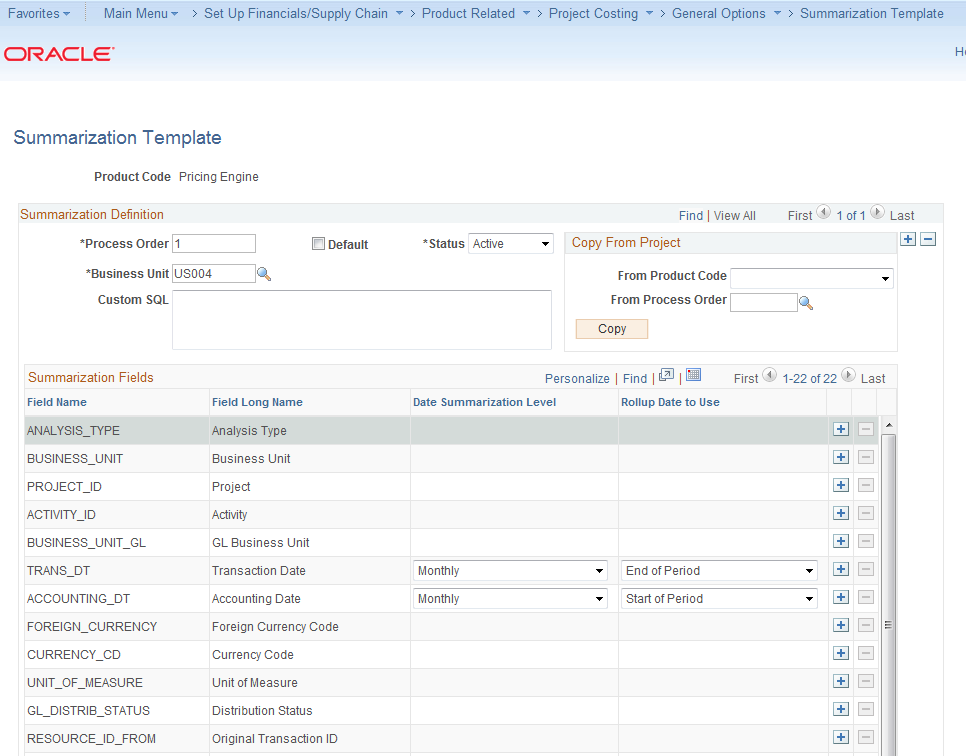 Favorites Main Menu > Set Up Financials/Supply Chain > Product Related > Project Costing > General Options > Summarization Template
ORACLE
Summarization Template
Product Code Pricing Engine
Summarization Definition Find | View All First 1 of 1 Last
*Process Order 1 Default *Status Active Copy From Project
*Business Unit US004 From Product Code
Custom SQL From Process Order
Copy
Summarization Fields Personalize | Find | | First 1-22 of 22 Last
Field Name Field Long Name Date Summarization Level Rollup Date to Use
ANALYSIS_TYPE Analysis Type
BUSINESS_UNIT Business Unit
PROJECT_ID Project
ACTIVITY_ID Activity
BUSINESS_UNIT_GL GL Business Unit
TRANS_DT Transaction Date Monthly End of Period
ACCOUNTING_DT Accounting Date Monthly Start of Period
FOREIGN_CURRENCY Foreign Currency Code
CURRENCY_CD Currency Code
UNIT_OF_MEASURE Unit of Measure
GL_DISTRIB_STATUS Distribution Status
RESOURCE_ID_FROM Original Transaction ID